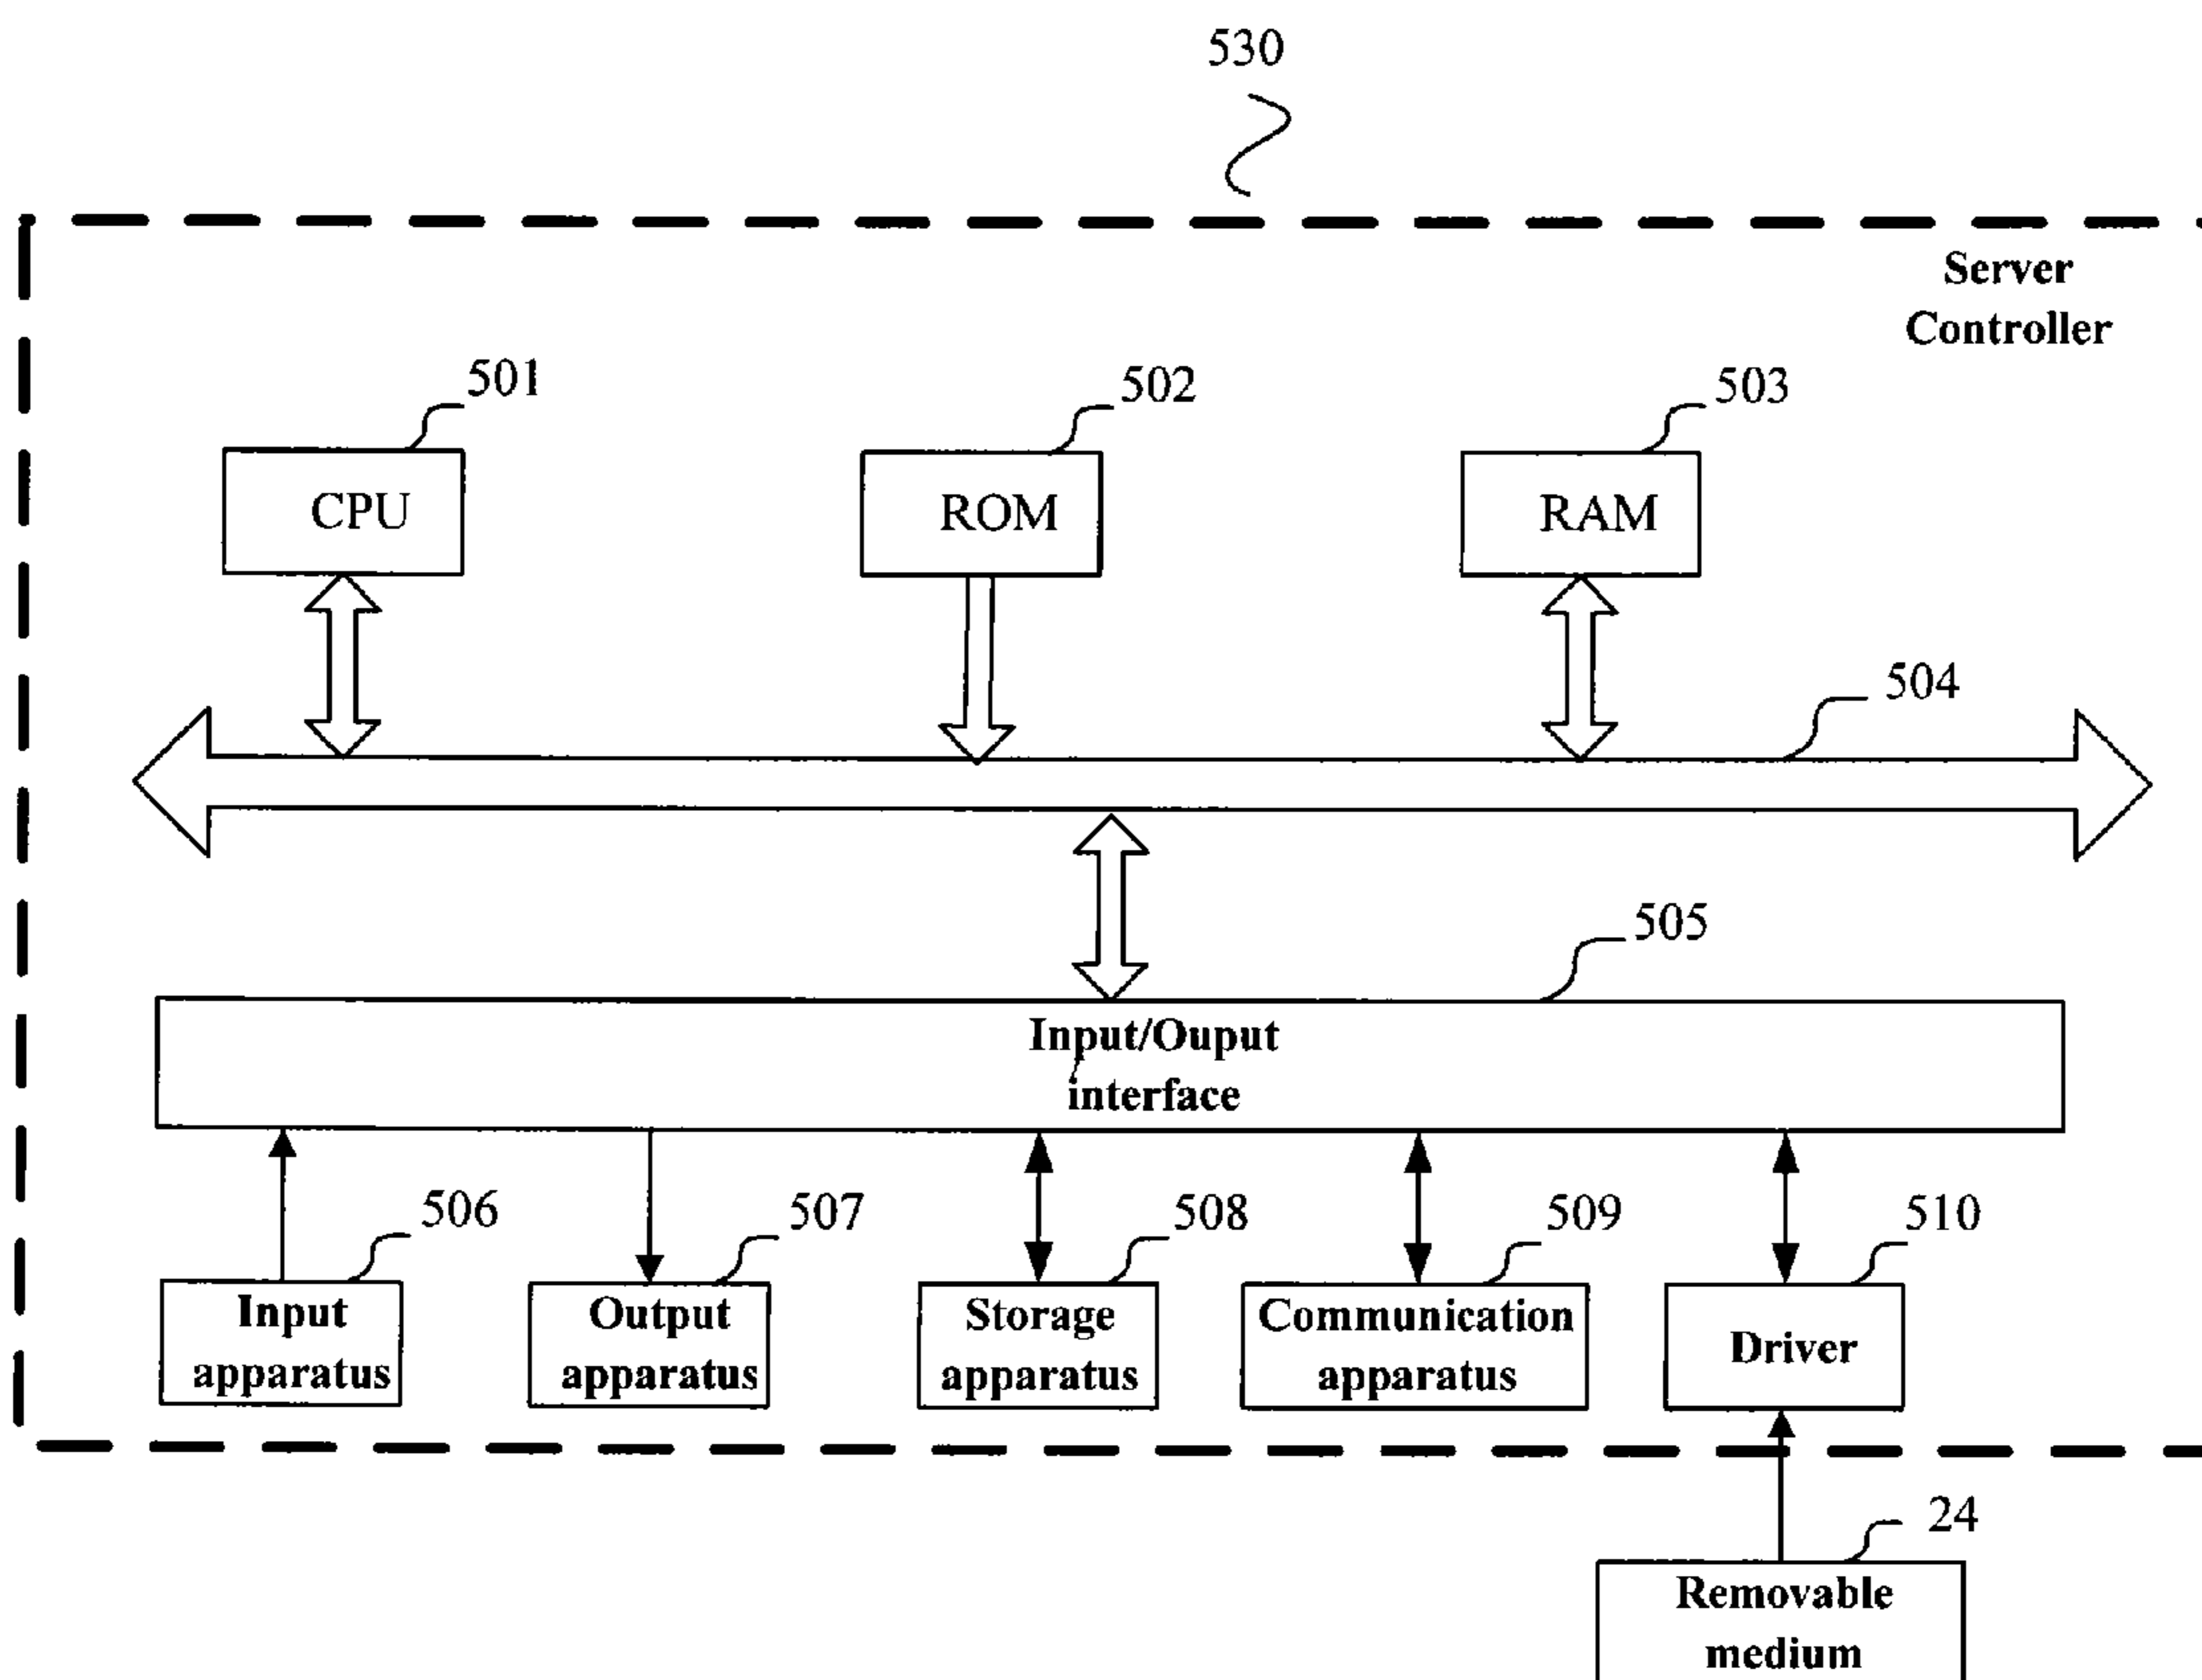 530
Server
Controller
501
502
503
CPU
ROM
RAM
504
505
Input/Ouput
interface
506
507
508
509
510
Input
apparatus
Output
apparatus
Storage
apparatus
Communication
apparatus
Driver
24
Removable
medium